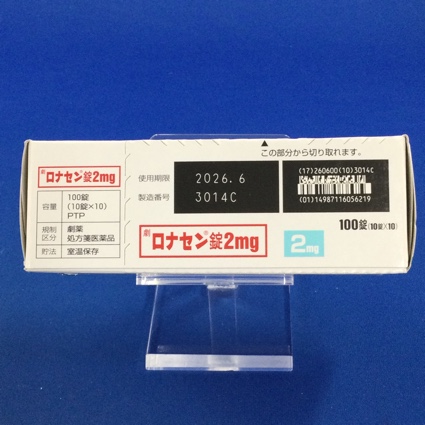 劇 ロナセン®錠2mg
容量 100錠
(10錠×10)
PTP
規制区分 劇薬
処方箋医薬品
貯法 室温保存
▲
この部分から切り取れます。
使用期限 2026.6
製造番号 3014C
(17)260600(10)3014C
(01)14987116056219
100錠(10錠×10)
劇 ロナセン®錠2mg
2mg